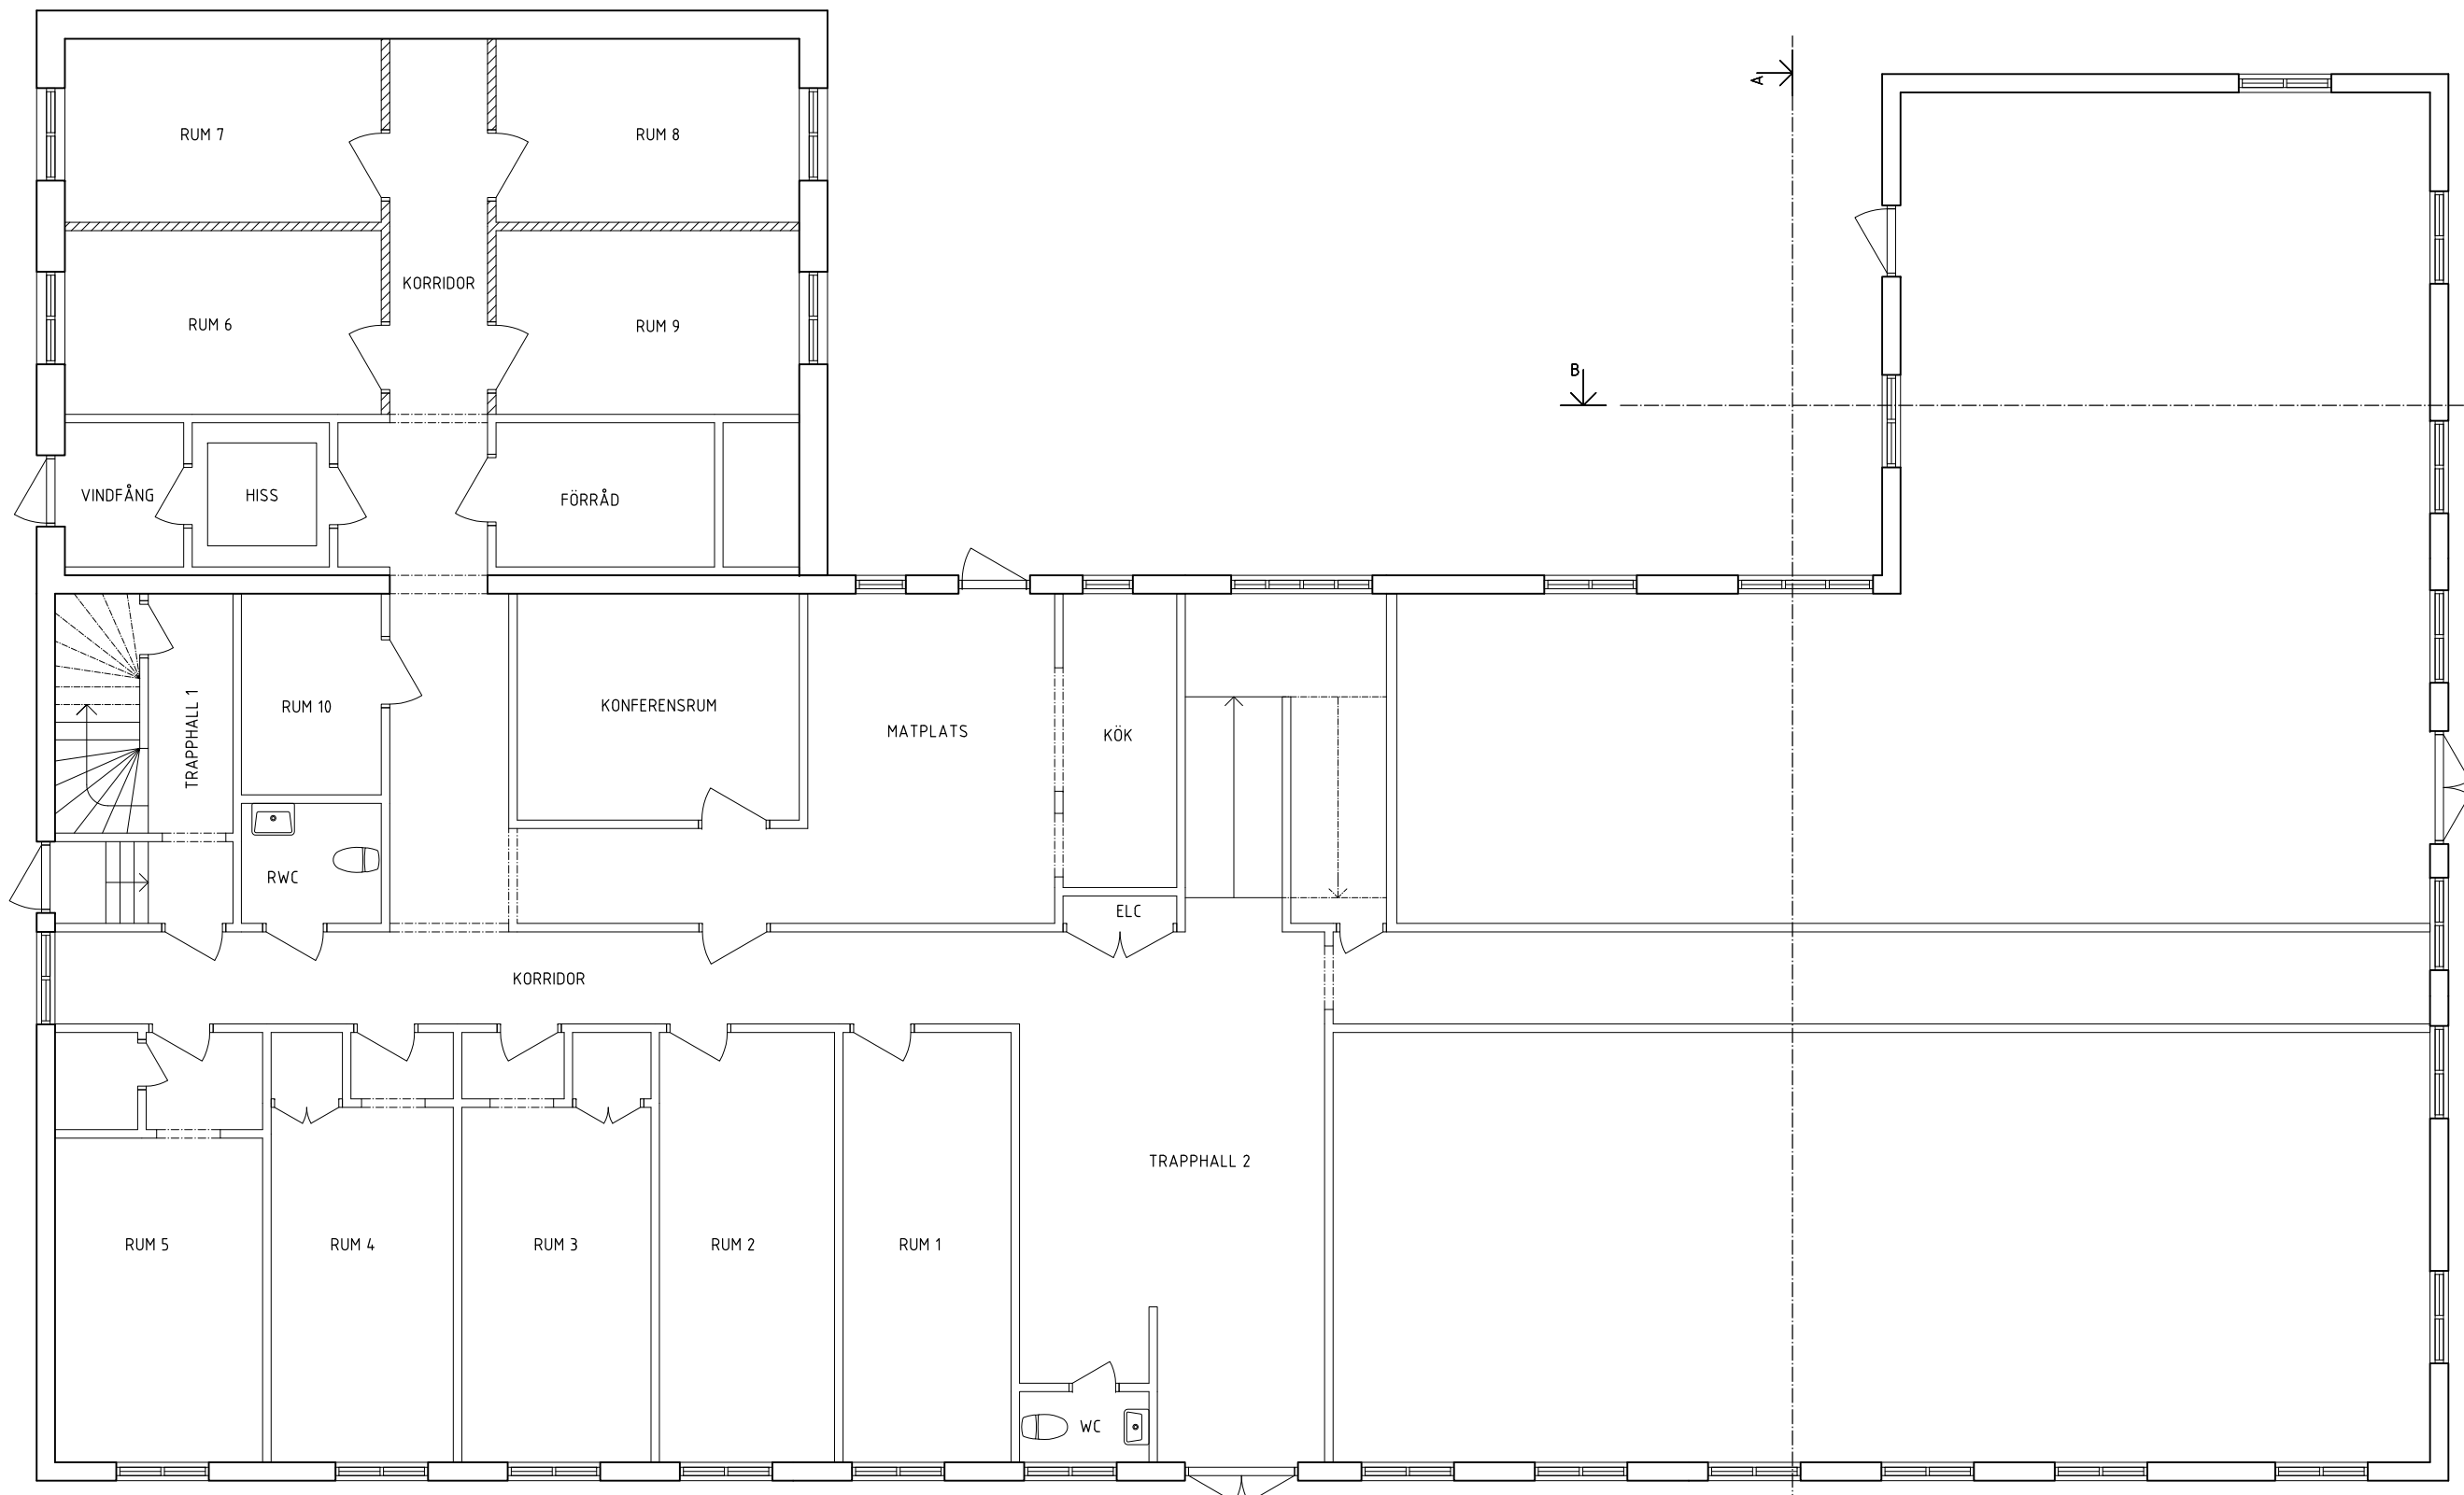 A
RUM 7
RUM 8
KORRIDOR
RUM 6
RUM 9
B
VINDFÅNG
HISS
FÖRRÅD
TRAPPHALL 1
RUM 10
KONFERENSRUM
MATPLATS
KÖK
RWC
ELC
KORRIDOR
TRAPPHALL 2
RUM 5
RUM 4
RUM 3
RUM 2
RUM 1
WC